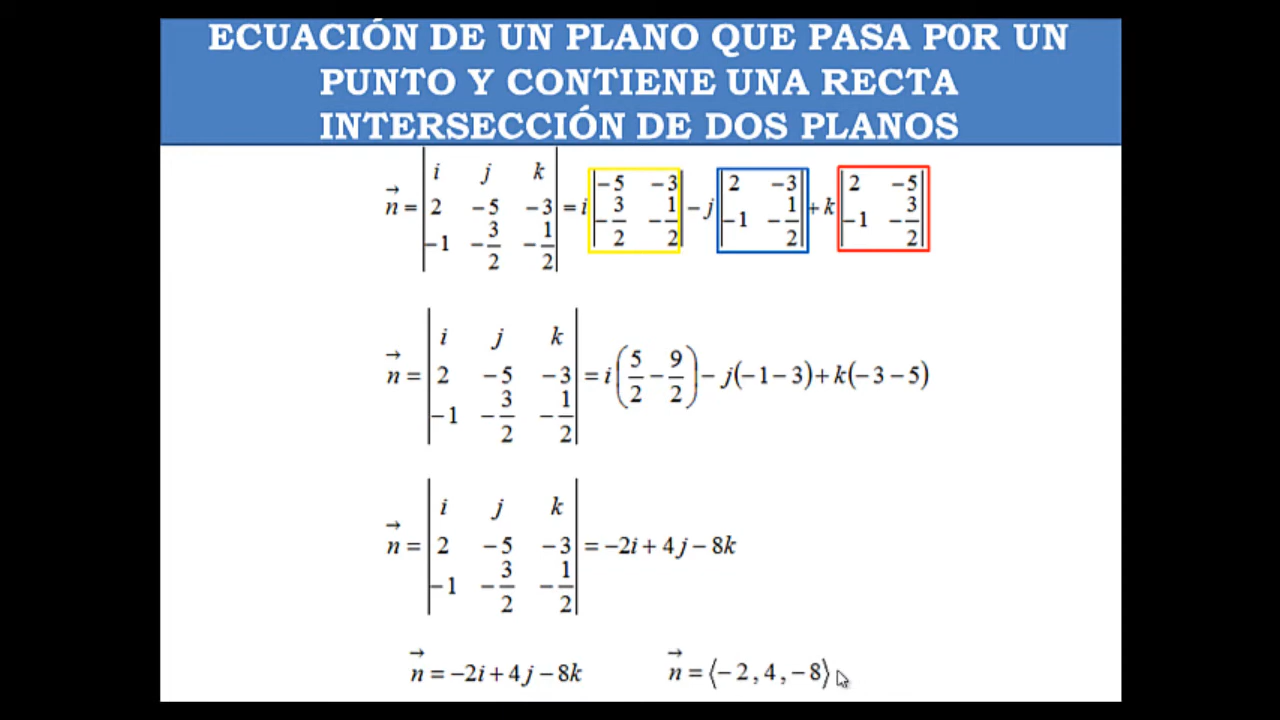 ECUACIÓN DE UN PLANO QUE PASA POR UN
PUNTO Y CONTIENE UNA RECTA
INTERSECCIÓN DE DOS PLANOS
n⃗ = | i j k ; 2 −5 −3 ; −1 −3/2 −1/2 | = i | −5 −3 ; −3/2 −1/2 | − j | 2 −3 ; −1 −1/2 | + k | 2 −5 ; −1 −3/2 |
n⃗ = | i j k ; 2 −5 −3 ; −1 −3/2 −1/2 | = i(5/2 − 9/2) − j(−1−3) + k(−3−5)
n⃗ = | i j k ; 2 −5 −3 ; −1 −3/2 −1/2 | = −2i + 4j − 8k
n⃗ = −2i + 4j − 8k n⃗ = ⟨−2, 4, −8⟩